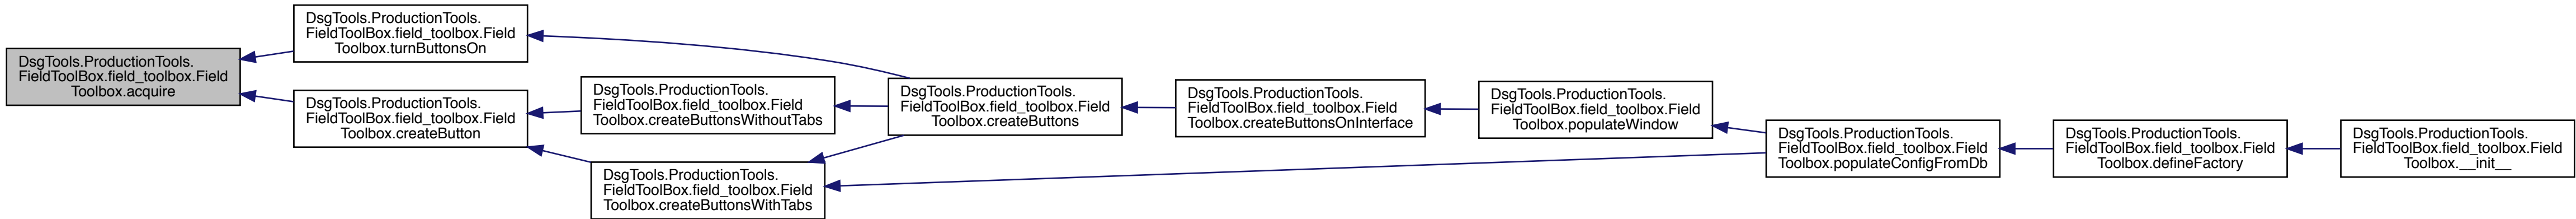 DsgTools.ProductionTools.
FieldToolBox.field_toolbox.Field
Toolbox.acquire
DsgTools.ProductionTools.
FieldToolBox.field_toolbox.Field
Toolbox.turnButtonsOn
DsgTools.ProductionTools.
FieldToolBox.field_toolbox.Field
Toolbox.createButton
DsgTools.ProductionTools.
FieldToolBox.field_toolbox.Field
Toolbox.createButtonsWithoutTabs
DsgTools.ProductionTools.
FieldToolBox.field_toolbox.Field
Toolbox.createButtonsWithTabs
DsgTools.ProductionTools.
FieldToolBox.field_toolbox.Field
Toolbox.createButtons
DsgTools.ProductionTools.
FieldToolBox.field_toolbox.Field
Toolbox.createButtonsOnInterface
DsgTools.ProductionTools.
FieldToolBox.field_toolbox.Field
Toolbox.populateWindow
DsgTools.ProductionTools.
FieldToolBox.field_toolbox.Field
Toolbox.populateConfigFromDb
DsgTools.ProductionTools.
FieldToolBox.field_toolbox.Field
Toolbox.defineFactory
DsgTools.ProductionTools.
FieldToolBox.field_toolbox.Field
Toolbox.__init__